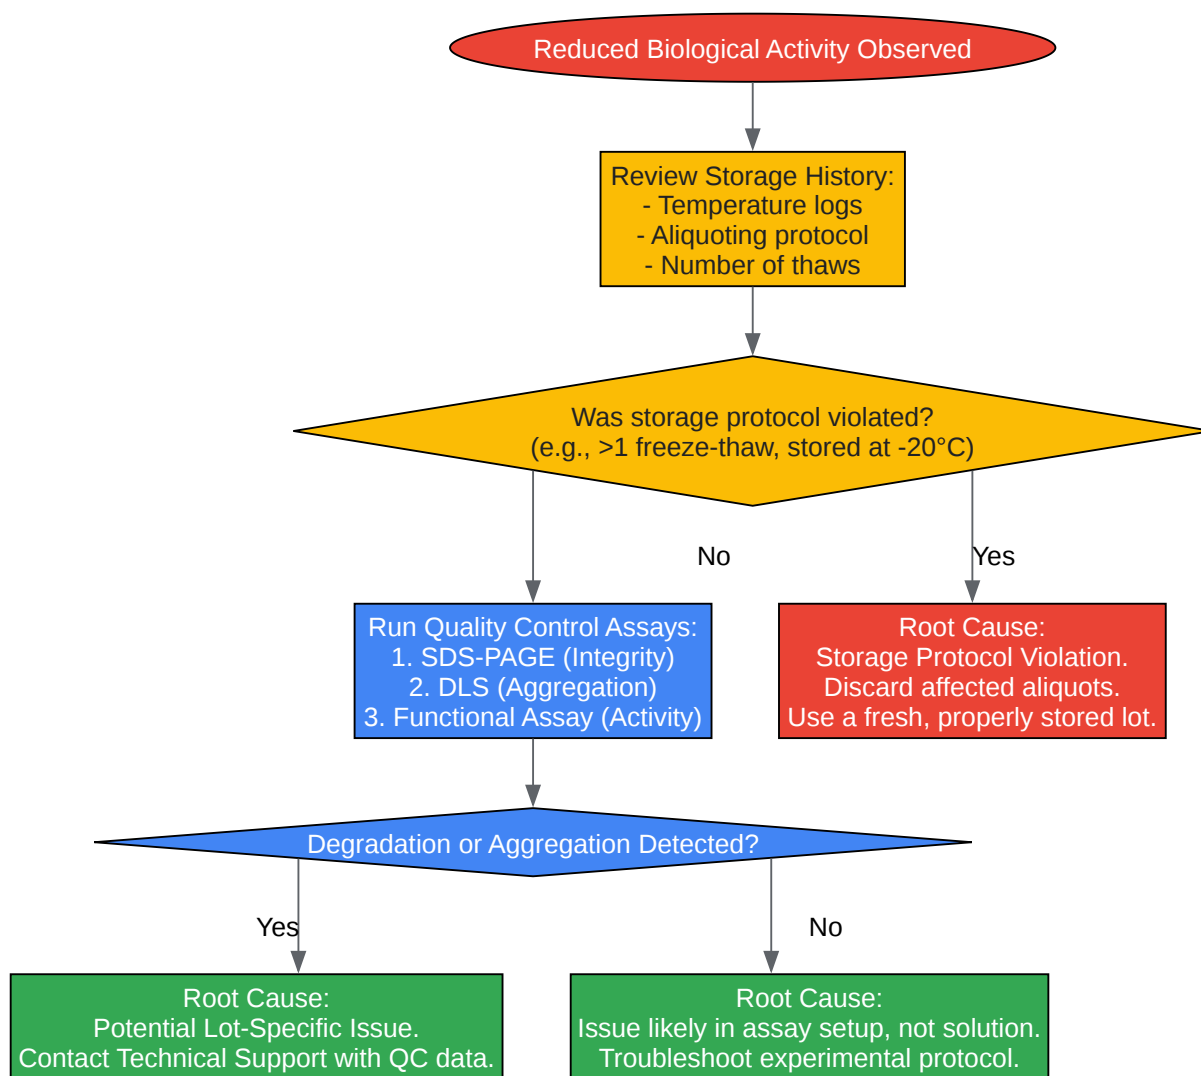 Reduced Biological Activity Observed
Review Storage History:
- Temperature logs
- Aliquoting protocol
- Number of thaws
Was storage protocol violated?
(e.g., >1 freeze-thaw, stored at -20°C)
No
Yes
Run Quality Control Assays:
1. SDS-PAGE (Integrity)
2. DLS (Aggregation)
3. Functional Assay (Activity)
Root Cause:
Storage Protocol Violation.
Discard affected aliquots.
Use a fresh, properly stored lot.
Degradation or Aggregation Detected?
Yes
No
Root Cause:
Potential Lot-Specific Issue.
Contact Technical Support with QC data.
Root Cause:
Issue likely in assay setup, not solution.
Troubleshoot experimental protocol.